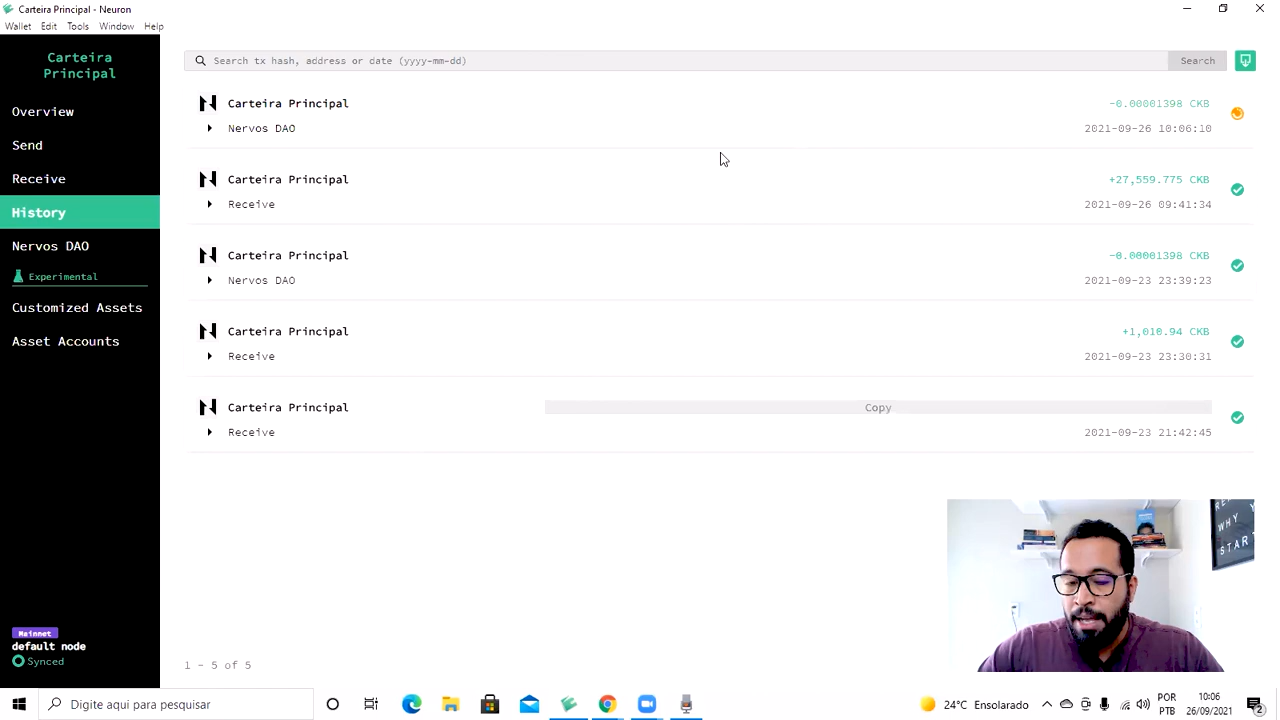 Carteira Principal - Neuron
Wallet Edit Tools Window Help
Carteira
Principal
Overview
Send
Receive
History
Nervos DAO
Experimental
Customized Assets
Asset Accounts
Mainnet
default node
Synced
Search tx hash, address or date (yyyy-mm-dd)
Search
Carteira Principal
-0.00001398 CKB
Nervos DAO
2021-09-26 10:06:10
Carteira Principal
+27,559.775 CKB
Receive
2021-09-26 09:41:34
Carteira Principal
-0.00001398 CKB
Nervos DAO
2021-09-23 23:39:23
Carteira Principal
+1,010.94 CKB
Receive
2021-09-23 23:30:31
Carteira Principal
Copy
Receive
2021-09-23 21:42:45
1 - 5 of 5
WHY
START
Digite aqui para pesquisar
24°C Ensolarado
POR
PTB
10:06
26/09/2021
2